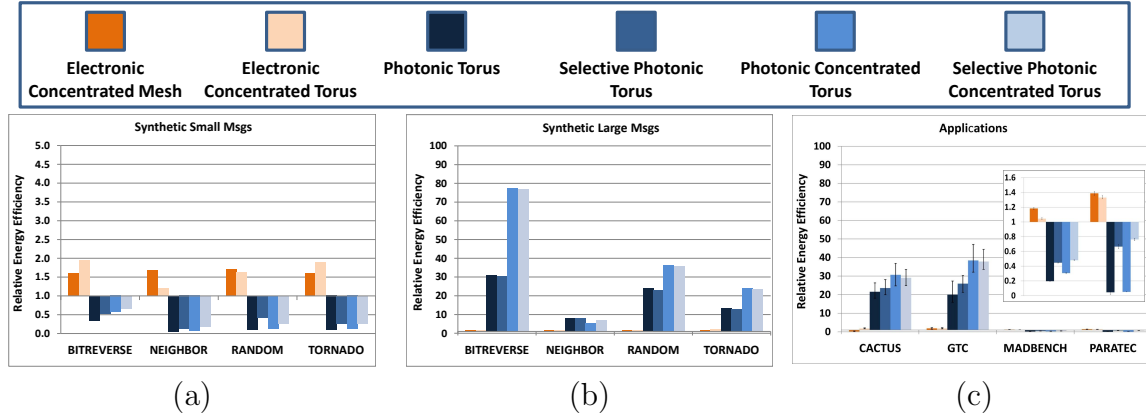 Electronic Concentrated Mesh
Electronic Concentrated Torus
Photonic Torus
Selective Photonic Torus
Photonic Concentrated Torus
Selective Photonic Concentrated Torus
Synthetic Small Msgs
Relative Energy Efficiency
5.0
4.5
4.0
3.5
3.0
2.5
2.0
1.5
1.0
0.5
0.0
BITREVERSE NEIGHBOR RANDOM TORNADO
(a)
Synthetic Large Msgs
Relative Energy Efficiency
100
90
80
70
60
50
40
30
20
10
0
BITREVERSE NEIGHBOR RANDOM TORNADO
(b)
Applications
Relative Energy Efficiency
100
90
80
70
60
50
40
30
20
10
0
1.6
1.4
1.2
1
0.8
0.6
0.4
0.2
0
CACTUS GTC MADBENCH PARATEC
(c)